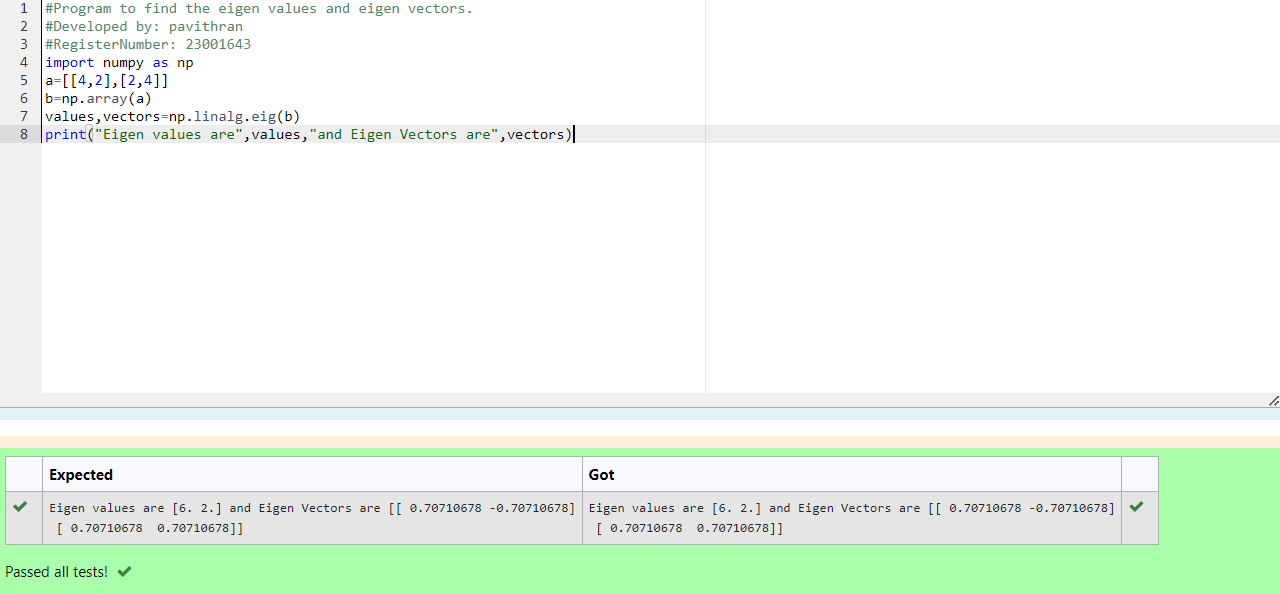 1 #Program to find the eigen values and eigen vectors.
2 #Developed by: pavithran
3 #RegisterNumber: 23001643
4 import numpy as np
5 a=[[4,2],[2,4]]
6 b=np.array(a)
7 values,vectors=np.linalg.eig(b)
8 print("Eigen values are",values,"and Eigen Vectors are",vectors)
Expected Got
Eigen values are [6. 2.] and Eigen Vectors are [[ 0.70710678 -0.70710678] Eigen values are [6. 2.] and Eigen Vectors are [[ 0.70710678 -0.70710678]
[ 0.70710678 0.70710678]] [ 0.70710678 0.70710678]]
Passed all tests!